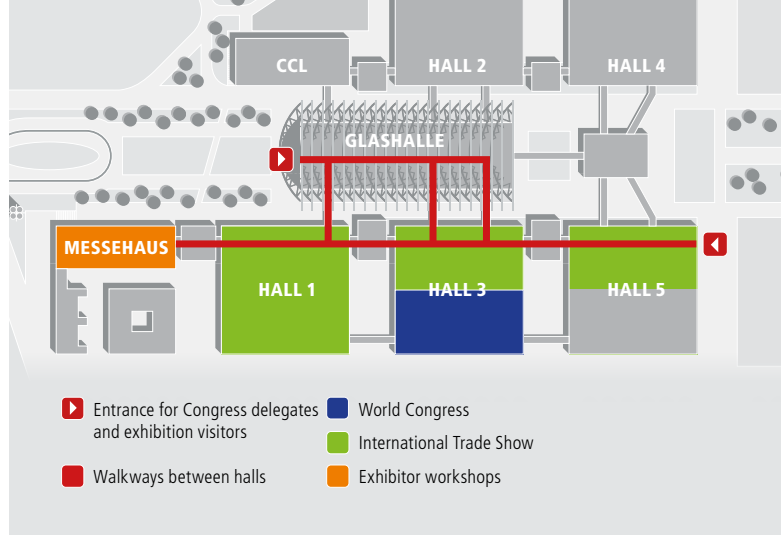 CCL
HALL 2
HALL 4
GLASHALLE
MESSEHAUS
HALL 1
HALL 3
HALL 5
Entrance for Congress delegates
and exhibition visitors
Walkways between halls
World Congress
International Trade Show
Exhibitor workshops